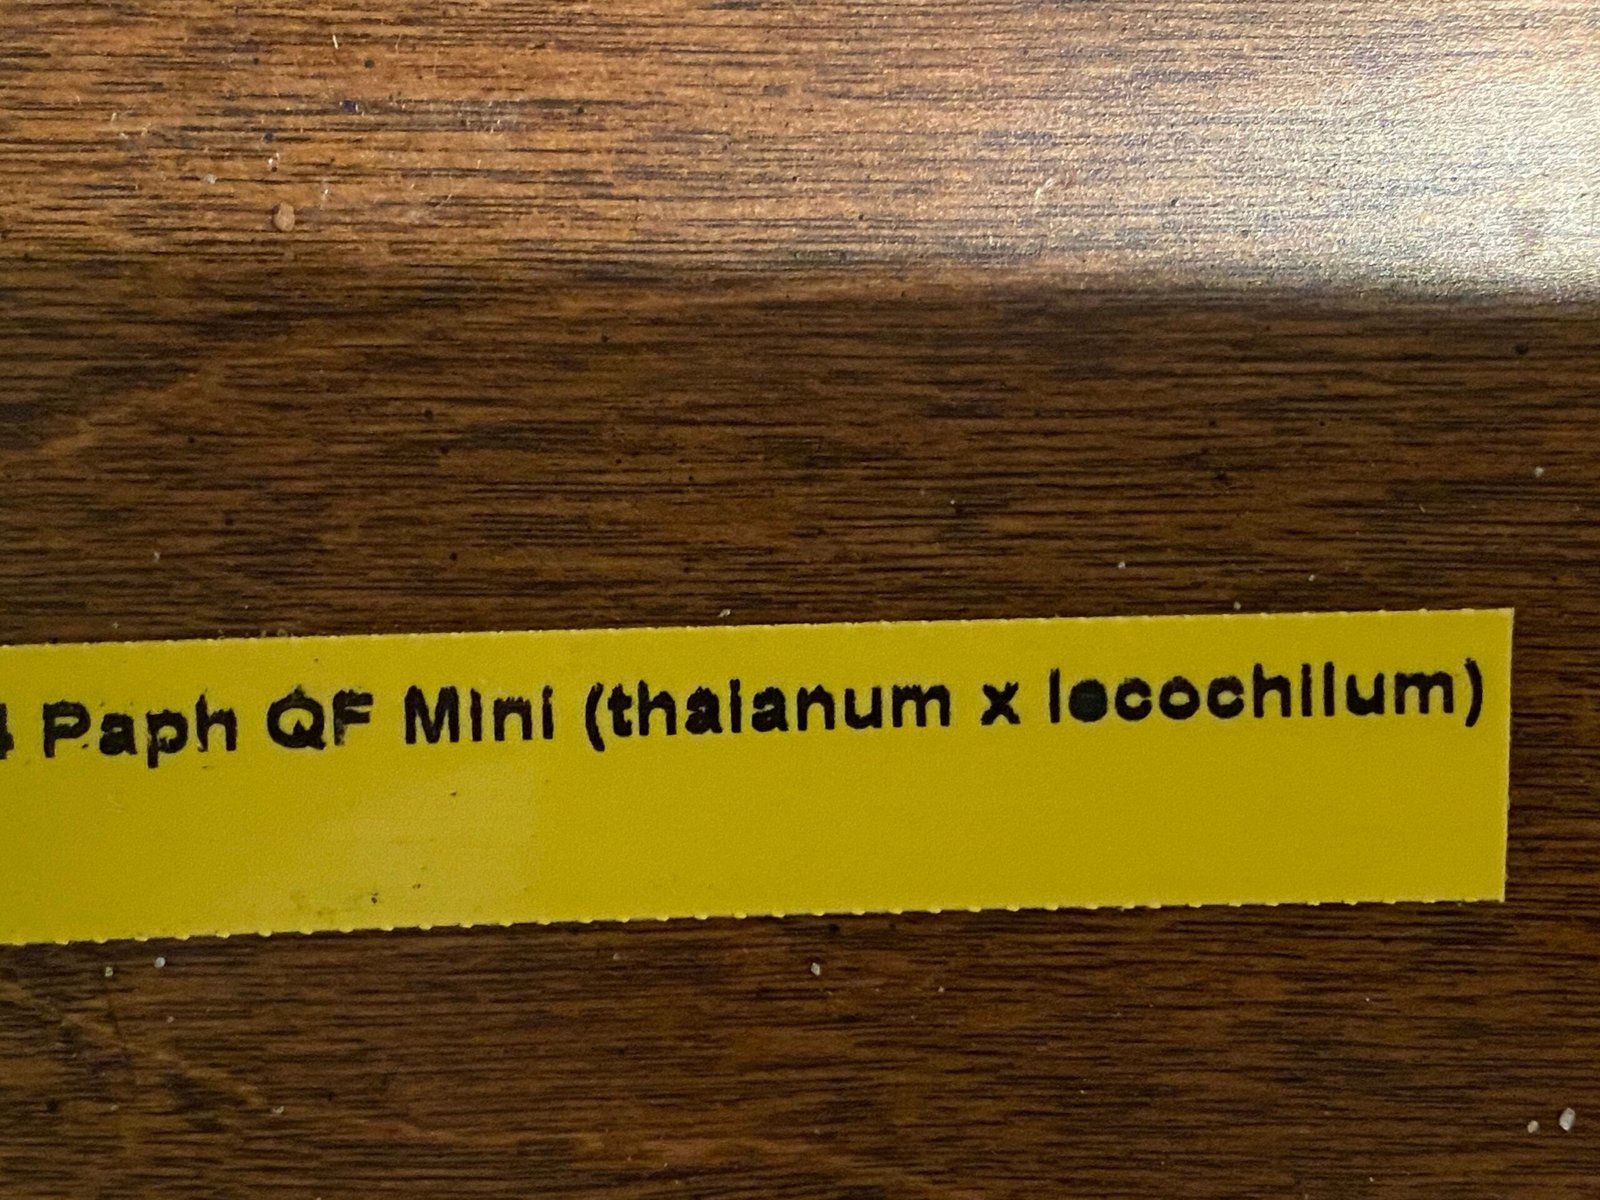 Paph QF Mini (thaianum x lecochilum)